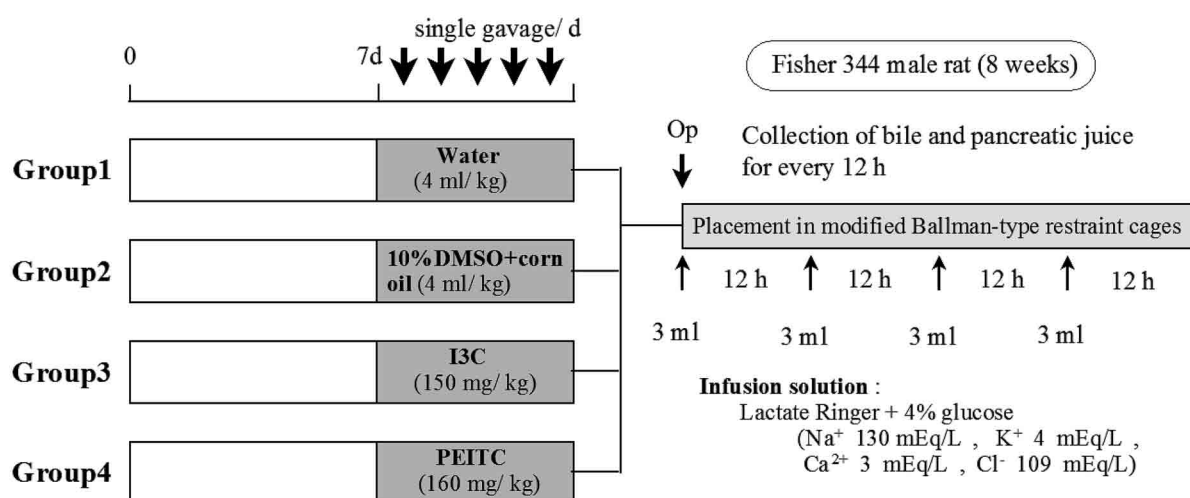 single gavage/ d
0
7d
Fisher 344 male rat (8 weeks)
Group1
Water
(4 ml/ kg)
Group2
10%DMSO+corn
oil (4 ml/ kg)
Group3
I3C
(150 mg/ kg)
Group4
PEITC
(160 mg/ kg)
Op
Collection of bile and pancreatic juice
for every 12 h
Placement in modified Ballman-type restraint cages
12 h
12 h
12 h
12 h
3 ml
3 ml
3 ml
3 ml
Infusion solution :
Lactate Ringer + 4% glucose
(Na⁺ 130 mEq/L , K⁺ 4 mEq/L ,
Ca²⁺ 3 mEq/L , Cl⁻ 109 mEq/L)